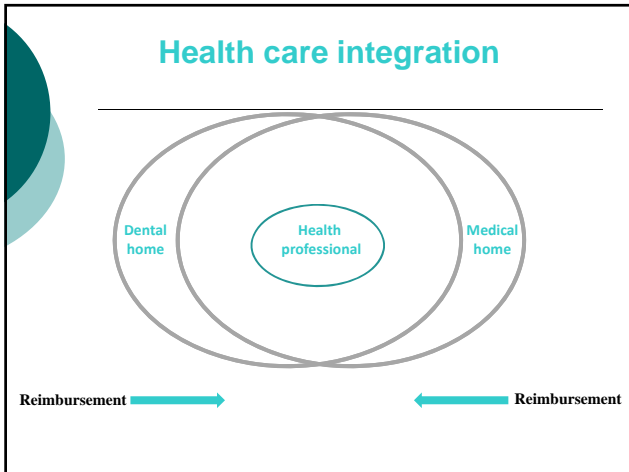 Health care integration
Dental
home
Health
professional
Medical
home
Reimbursement
Reimbursement